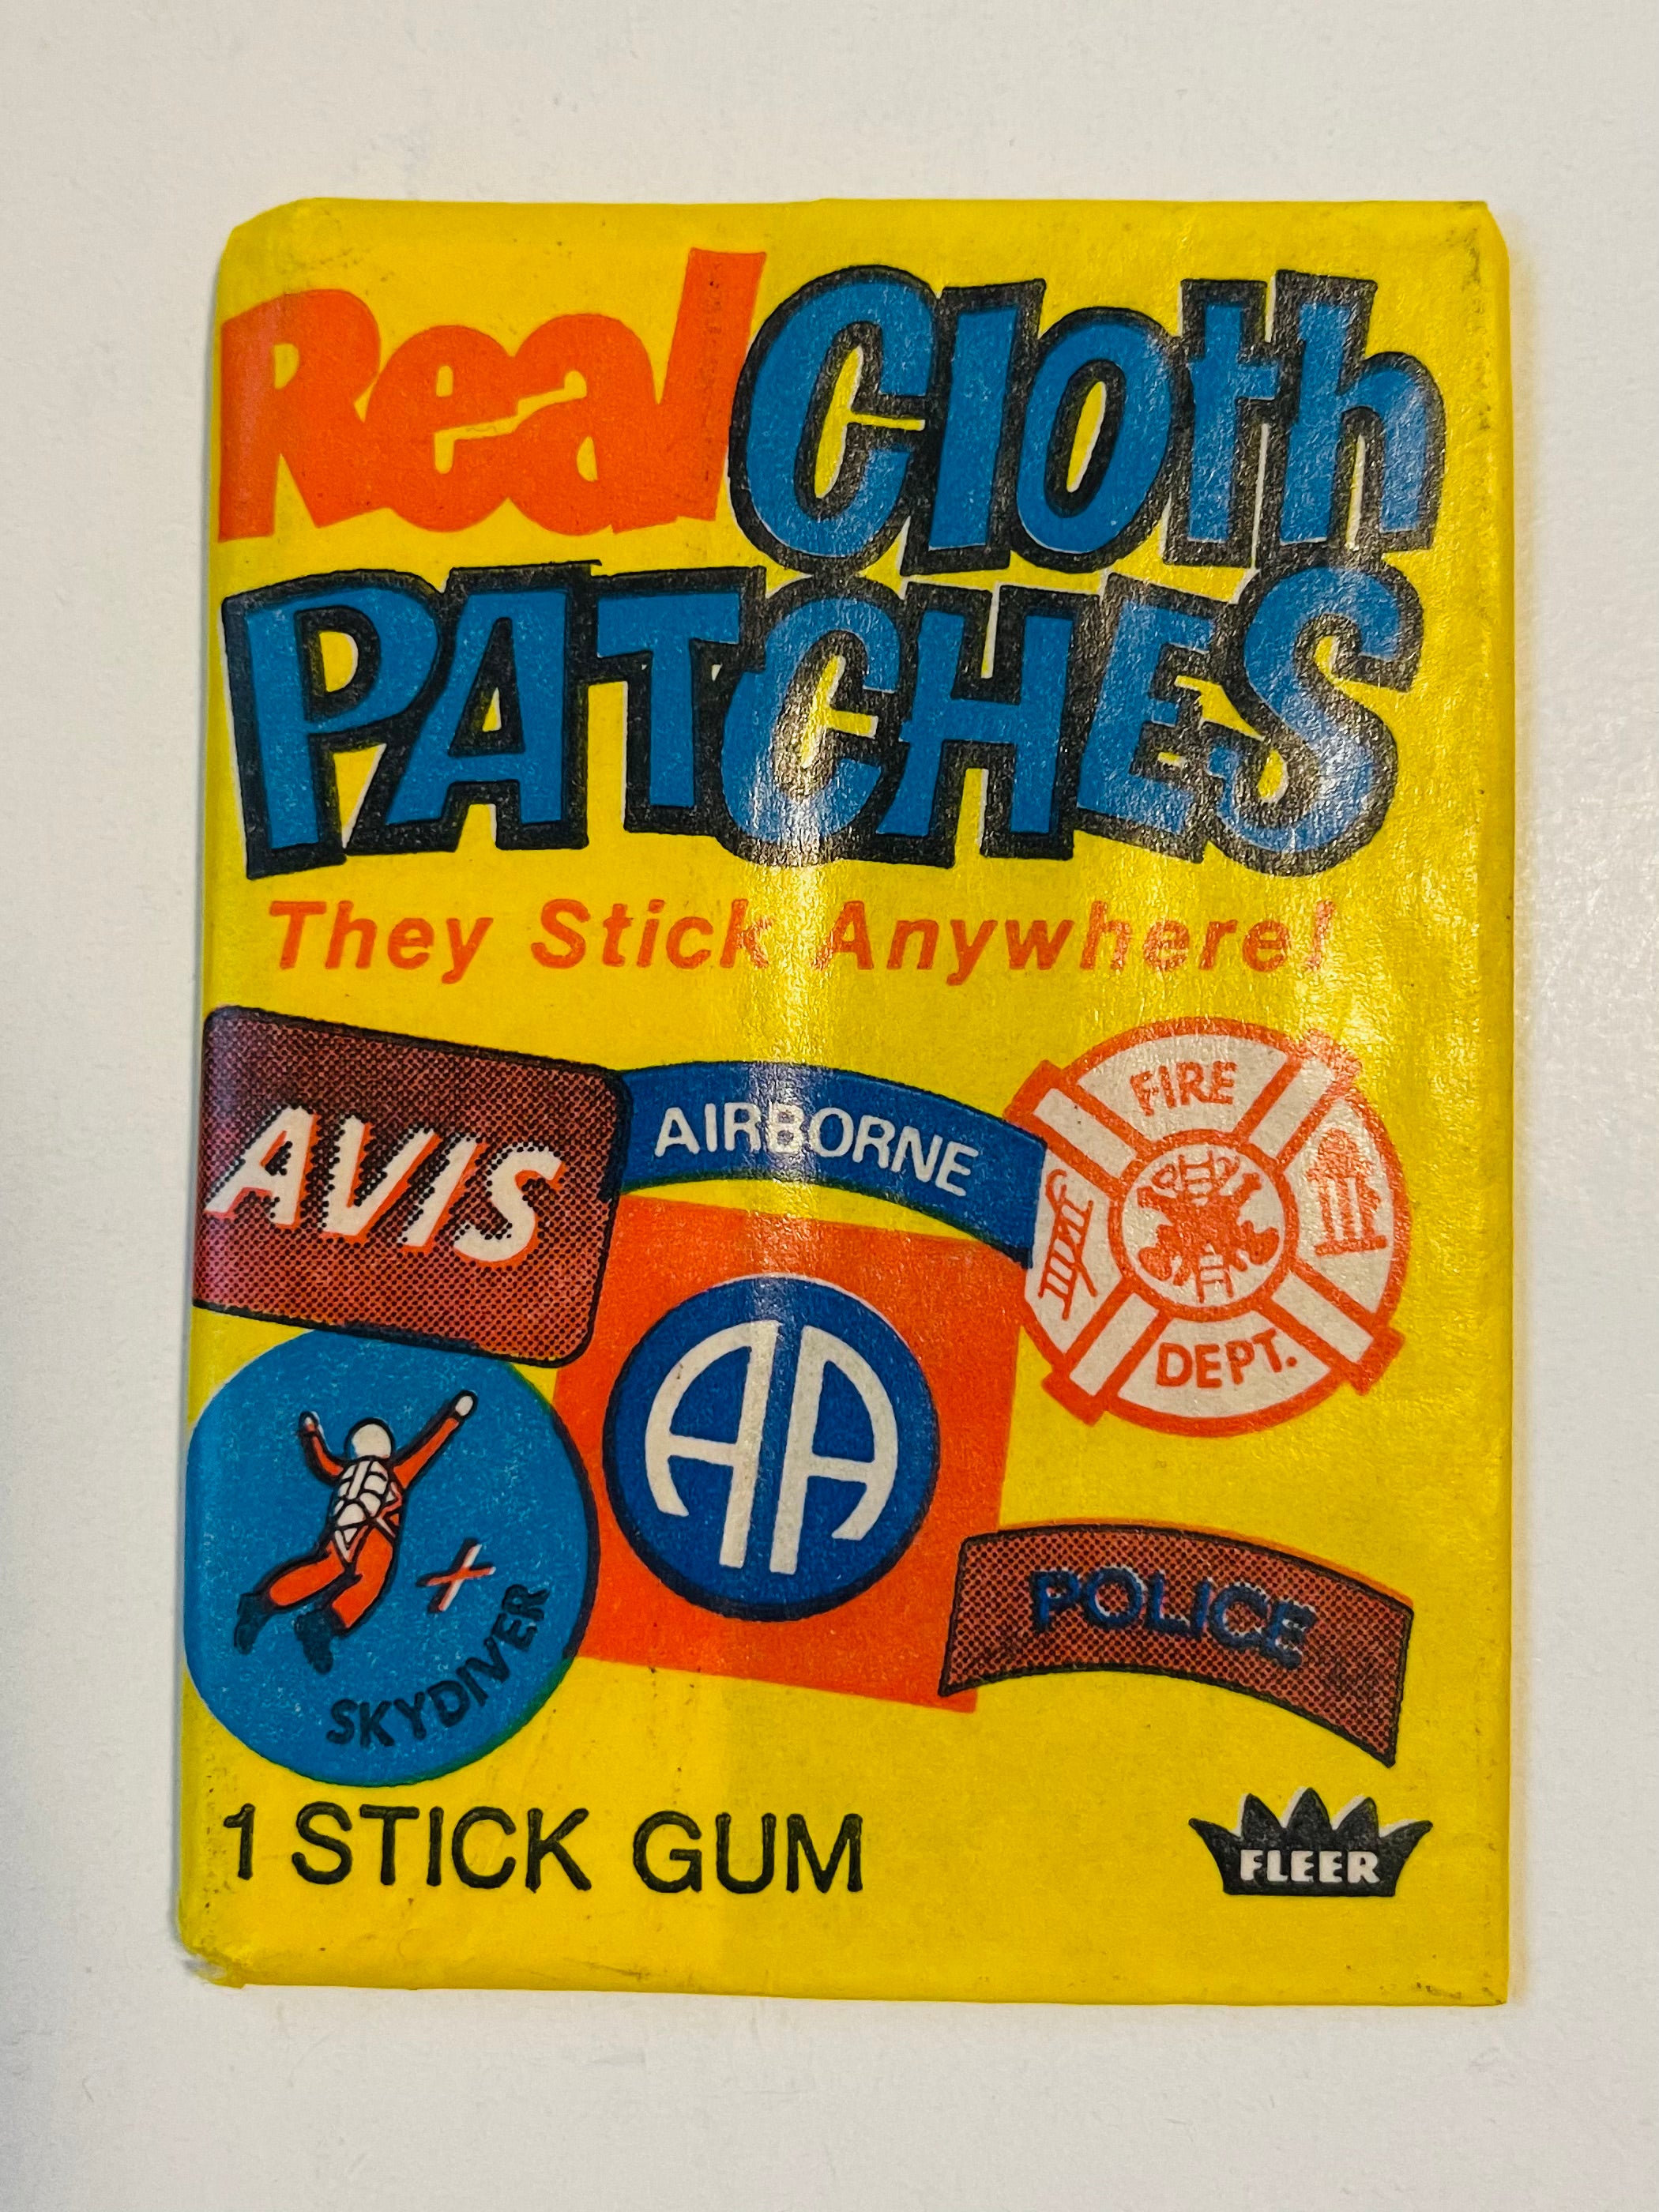 Real Cloth
PATCHES
They Stick Anywhere!
AVIS
AIRBORNE
FIRE
DEPT.
AA
SKYDIVER
POLICE
1 STICK GUM
FLEER